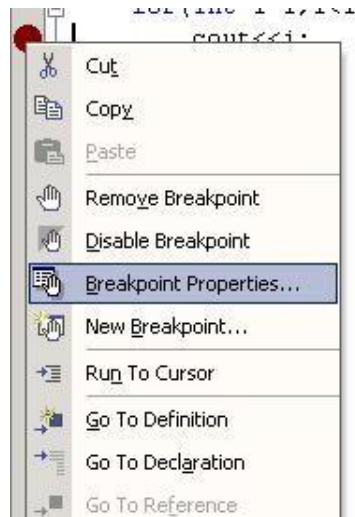 cout<<i;
Cut
Copy
Paste
Remove Breakpoint
Disable Breakpoint
Breakpoint Properties...
New Breakpoint...
Run To Cursor
Go To Definition
Go To Declaration
Go To Reference